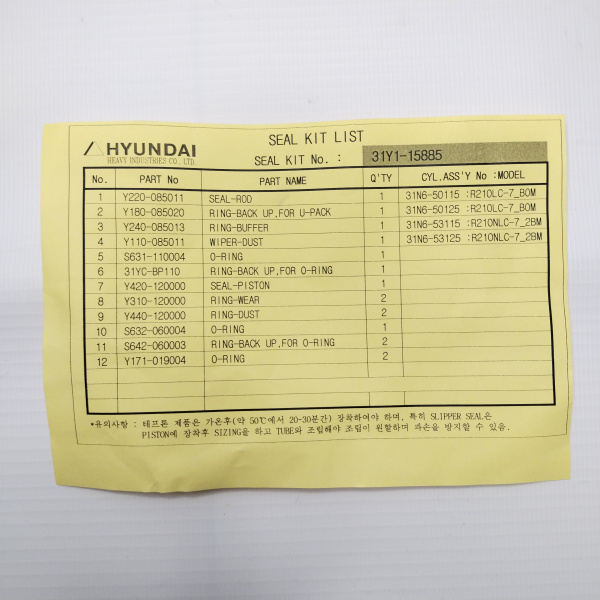 SEAL KIT LIST
HYUNDAI
HEAVY INDUSTRIES CO., LTD.
SEAL KIT No. : 31Y1-15885
No. PART No PART NAME Q'TY CYL.ASS'Y No :MODEL
1 Y220-085011 SEAL-ROD 1 31N6-50115 :R210LC-7_BOM
2 Y180-085020 RING-BACK UP,FOR U-PACK 1 31N6-50125 :R210LC-7_BOM
3 Y240-085013 RING-BUFFER 1 31N6-53115 :R210NLC-7_2BM
4 Y110-085011 WIPER-DUST 1 31N6-53125 :R210NLC-7_2BM
5 S631-110004 O-RING 1
6 31YC-BP110 RING-BACK UP,FOR O-RING 1
7 Y420-120000 SEAL-PISTON 1
8 Y310-120000 RING-WEAR 2
9 Y440-120000 RING-DUST 2
10 S632-060004 O-RING 1
11 S642-060003 RING-BACK UP,FOR O-RING 2
12 Y171-019004 O-RING 2
*유의사항 : 테프론 제품은 가온후(약 50℃에서 20-30분간) 장착하여야 하며, 특히 SLIPPER SEAL은
PISTON에 장착후 SIZING을 하고 TUBE와 조립해야 조립이 원할하며 파손을 방지할 수 있음.